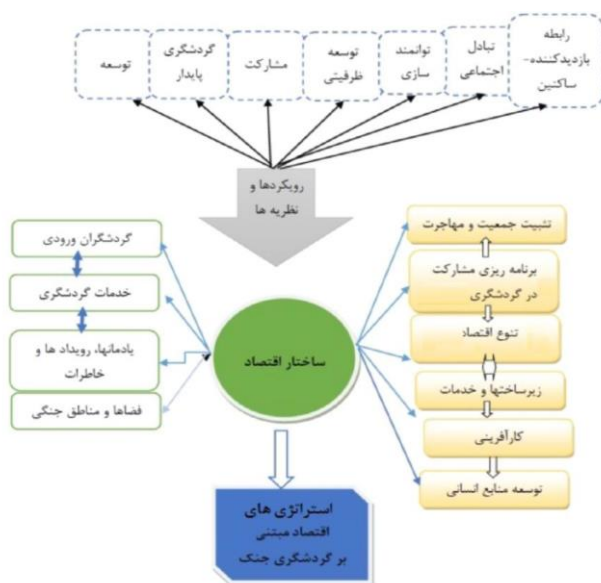 رابطه
بازدیدکننده-
ساکنین
تبادل
اجتماعی
توانمند
سازی
توسعه
ظرفیتی
مشارکت
گردشگری
پایدار
توسعه
رویکردها و
نظریه ها
تثبیت جمعیت و مهاجرت
برنامه ریزی مشارکت
در گردشگری
تنوع اقتصاد
زیرساختها و خدمات
کارآفرینی
توسعه منابع انسانی
ساختار اقتصاد
گردشگران ورودی
خدمات گردشگری
یادمانها، رویداد ها و
خاطرات
فضاها و مناطق جنگی
استراتژی های
اقتصاد مبتنی
بر گردشگری جنگ